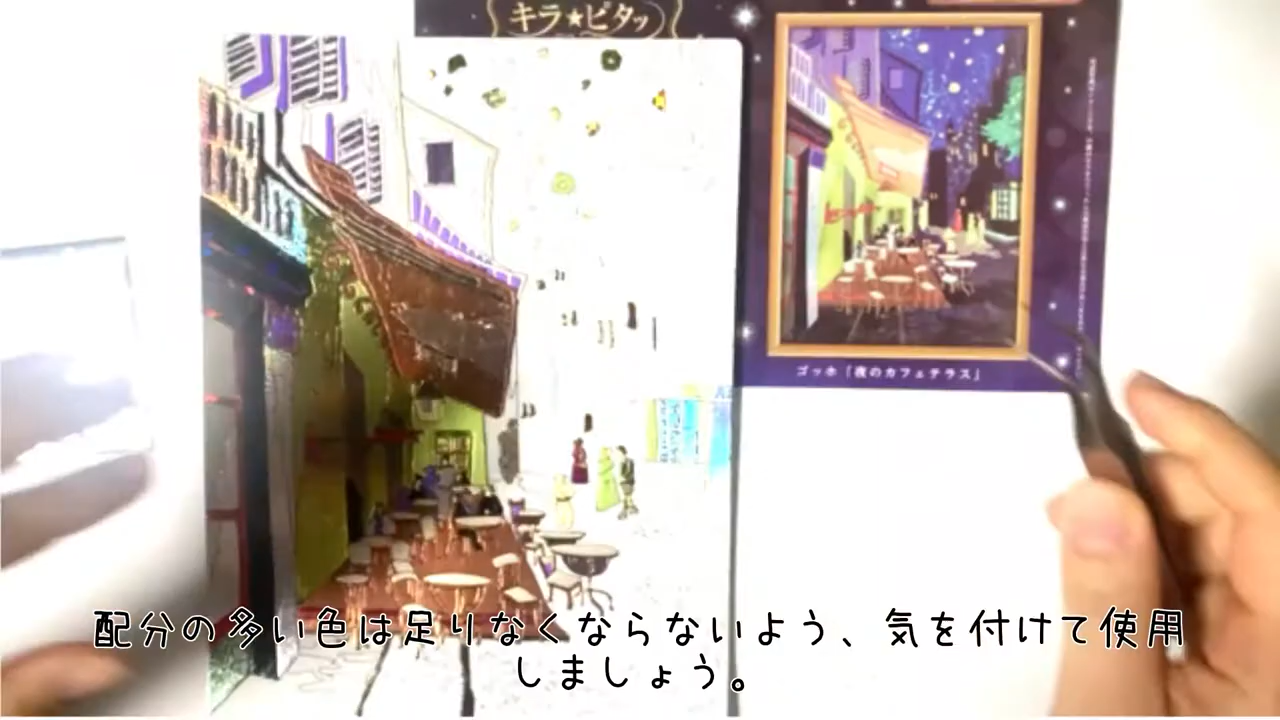 キラ★ピタッ
ゴッホ「夜のカフェテラス」
配分の多い色は足りなくならないよう、気を付けて使用
しましょう。